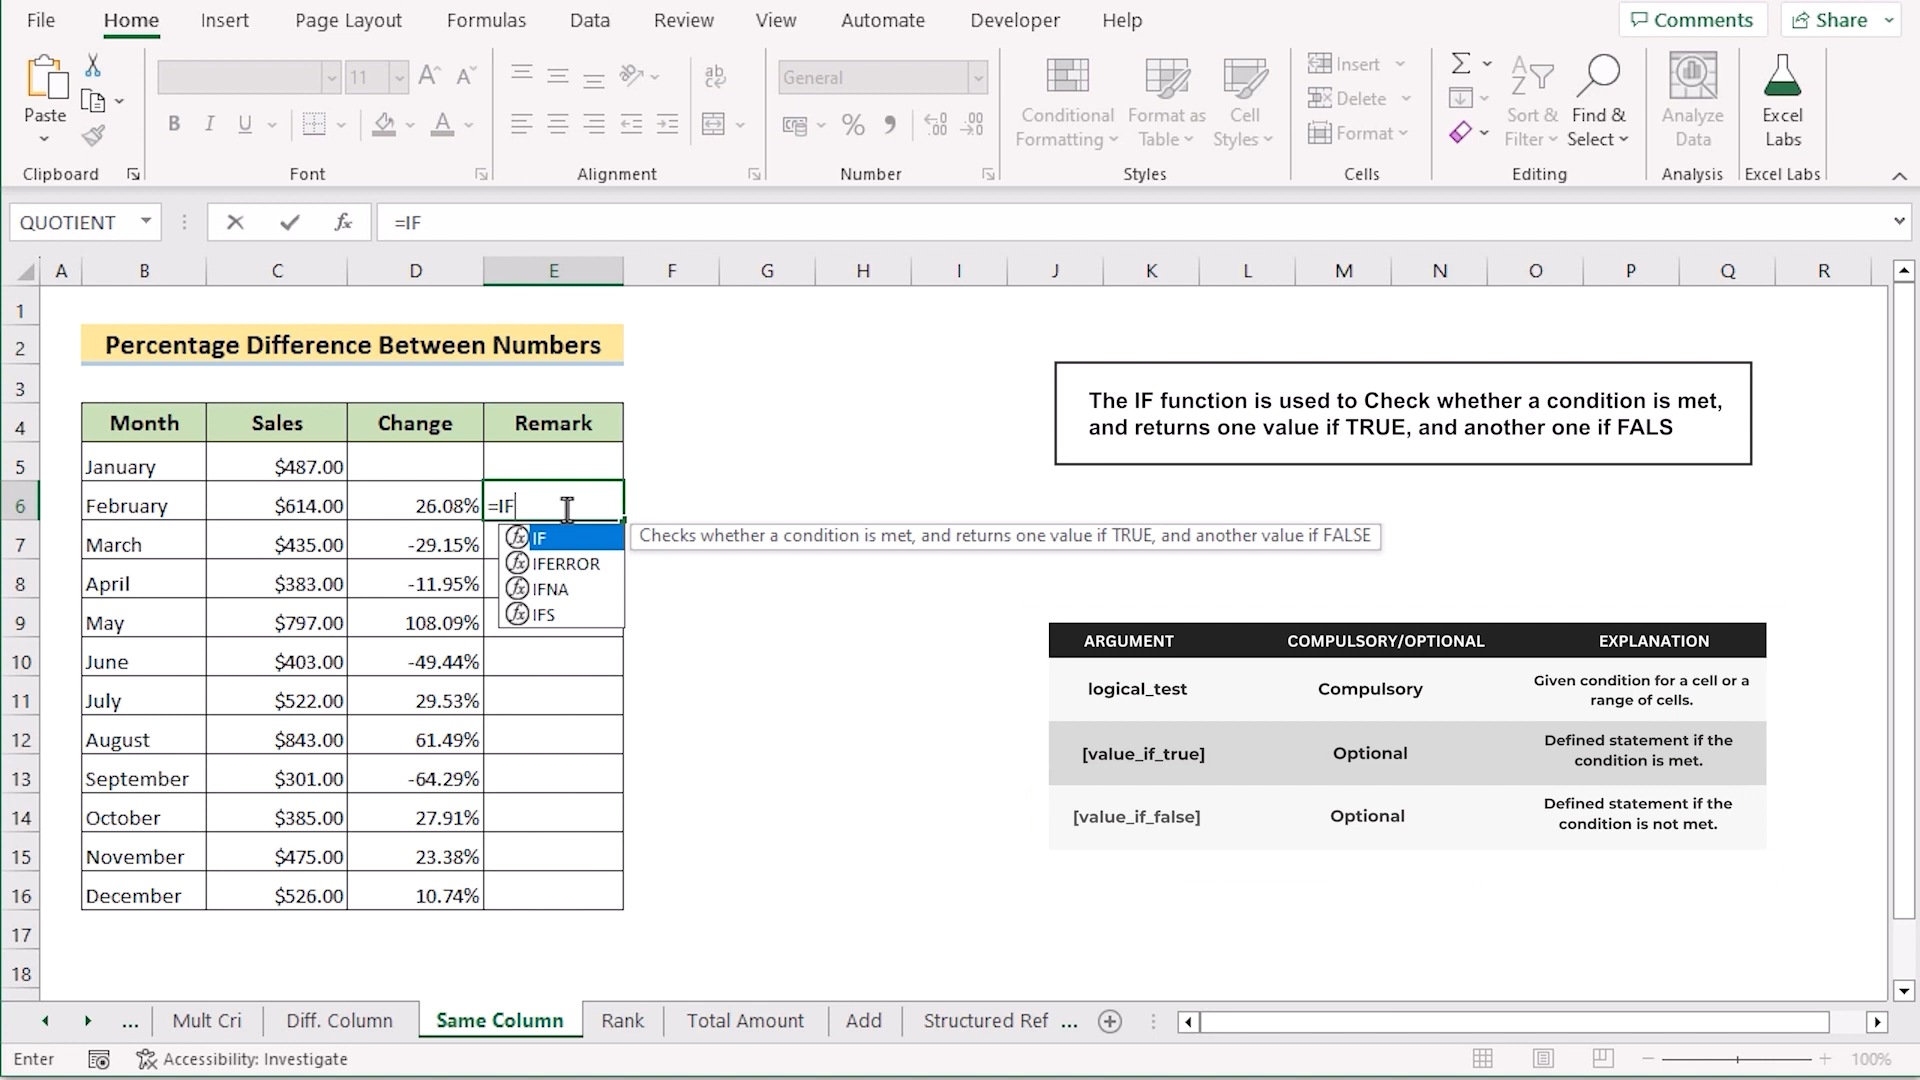 File Home Insert Page Layout Formulas Data Review View Automate Developer Help Comments Share
Paste
11
General
Conditional Formatting
Format as Table
Cell Styles
Insert
Delete
Format
Sort & Filter
Find & Select
Analyze Data
Excel Labs
Clipboard Font Alignment Number Styles Cells Editing Analysis Excel Labs
QUOTIENT =IF
A B C D E F G H I J K L M N O P Q R
1
2 Percentage Difference Between Numbers
3
4 Month Sales Change Remark
5 January $487.00
6 February $614.00 26.08% =IF
7 March $435.00 -29.15%
8 April $383.00 -11.95%
9 May $797.00 108.09%
10 June $403.00 -49.44%
11 July $522.00 29.53%
12 August $843.00 61.49%
13 September $301.00 -64.29%
14 October $385.00 27.91%
15 November $475.00 23.38%
16 December $526.00 10.74%
17
18
IF
IFERROR
IFNA
IFS
Checks whether a condition is met, and returns one value if TRUE, and another value if FALSE
The IF function is used to Check whether a condition is met,
and returns one value if TRUE, and another one if FALS
ARGUMENT COMPULSORY/OPTIONAL EXPLANATION
logical_test Compulsory Given condition for a cell or a
range of cells.
[value_if_true] Optional Defined statement if the
condition is met.
[value_if_false] Optional Defined statement if the
condition is not met.
... Mult Cri Diff. Column Same Column Rank Total Amount Add Structured Ref ...
Enter Accessibility: Investigate 100%